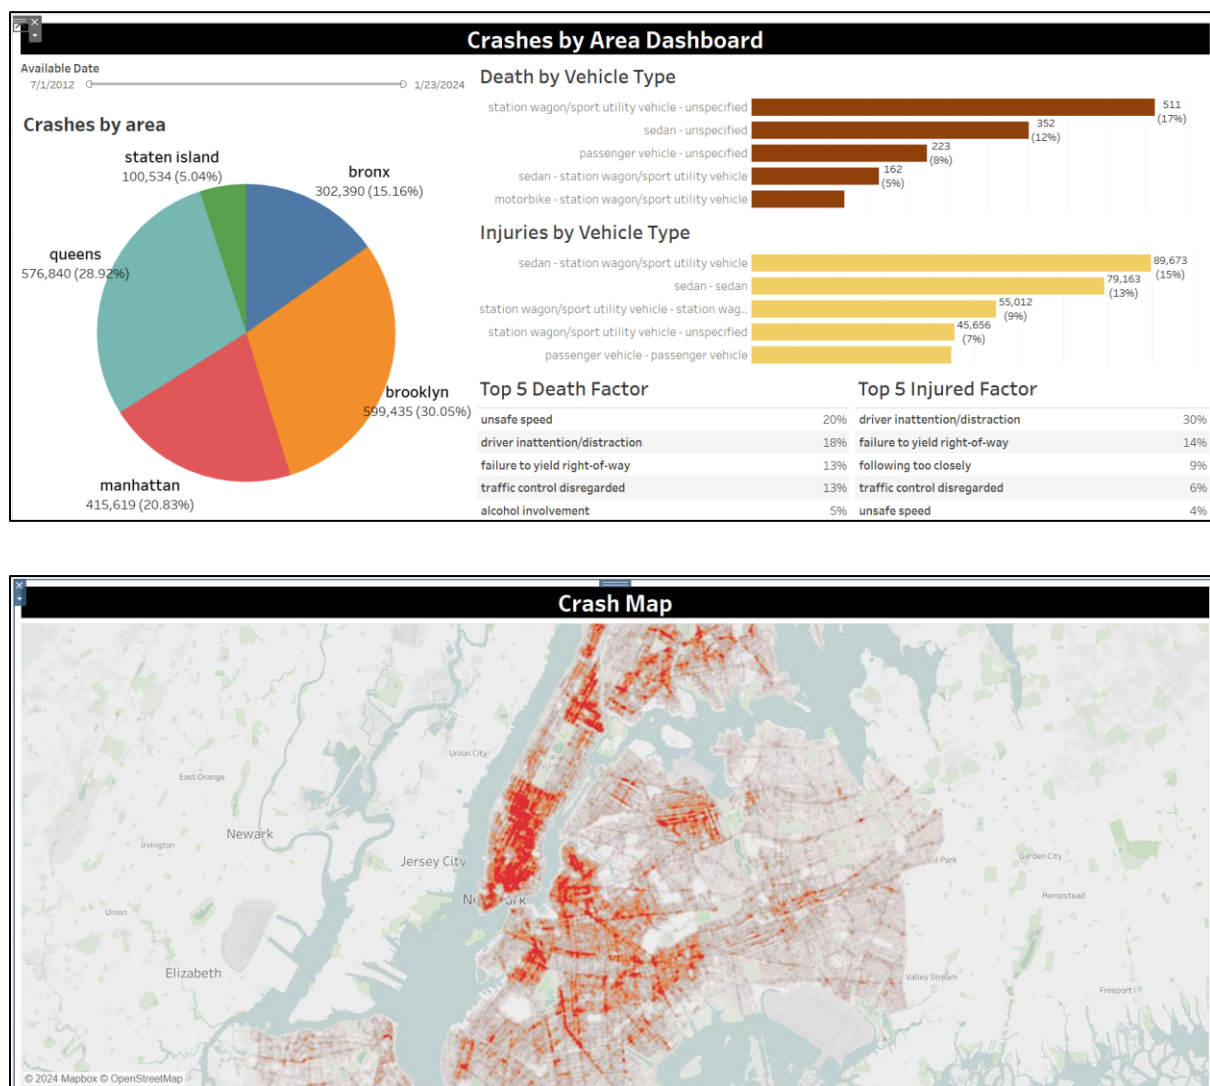 Crashes by Area Dashboard
Available Date
7/1/2012
1/23/2024
Crashes by area
staten island
100,534 (5.04%)
bronx
302,390 (15.16%)
queens
576,840 (28.92%)
brooklyn
599,435 (30.05%)
manhattan
415,619 (20.83%)
Death by Vehicle Type
station wagon/sport utility vehicle - unspecified
511
(17%)
sedan - unspecified
352
(12%)
passenger vehicle - unspecified
223
(8%)
sedan - station wagon/sport utility vehicle
162
(5%)
motorbike - station wagon/sport utility vehicle
Injuries by Vehicle Type
sedan - station wagon/sport utility vehicle
89,673
(15%)
sedan - sedan
79,163
(13%)
station wagon/sport utility vehicle - station wag..
55,012
(9%)
station wagon/sport utility vehicle - unspecified
45,656
(7%)
passenger vehicle - passenger vehicle
Top 5 Death Factor
unsafe speed 20%
driver inattention/distraction 18%
failure to yield right-of-way 13%
traffic control disregarded 13%
alcohol involvement 5%
Top 5 Injured Factor
driver inattention/distraction 30%
failure to yield right-of-way 14%
following too closely 9%
traffic control disregarded 6%
unsafe speed 4%
Crash Map
Union City
East Orange
Newark
Irvington
Jersey City
Park
Garden City
Hempstead
Union
Elizabeth
Valley Stream
Freeport
© 2024 Mapbox © OpenStreetMap